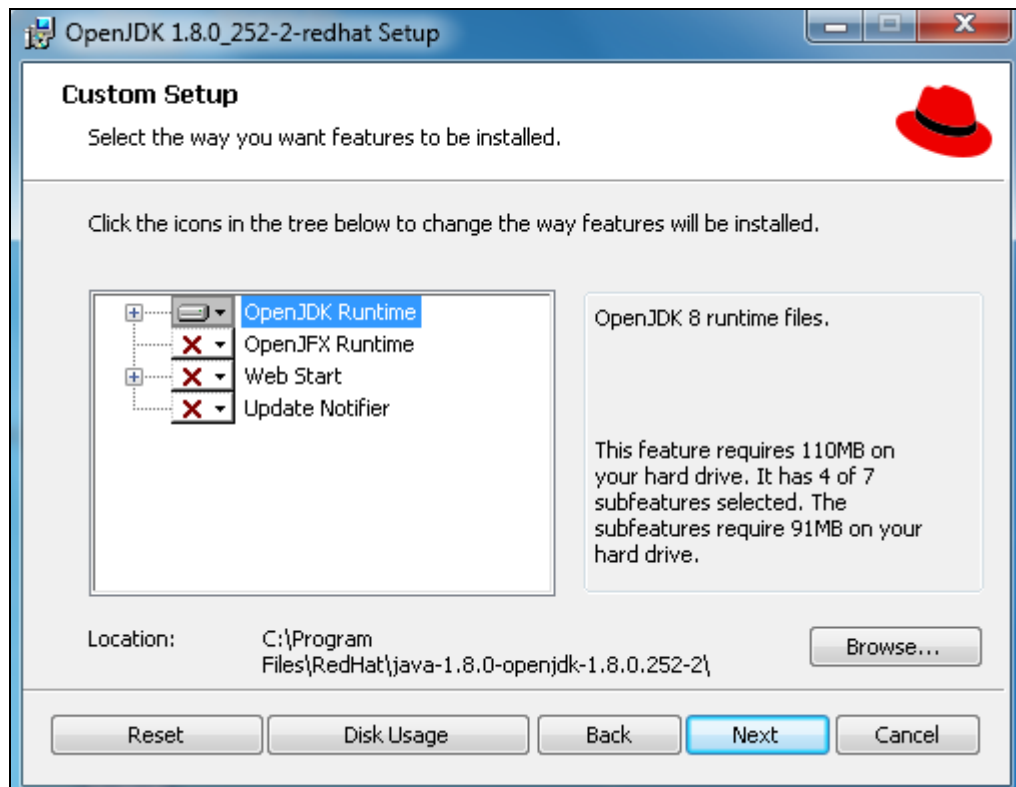 OpenJDK 1.8.0_252-2-redhat Setup
Custom Setup
Select the way you want features to be installed.
Click the icons in the tree below to change the way features will be installed.
OpenJDK Runtime
OpenJFX Runtime
Web Start
Update Notifier
OpenJDK 8 runtime files.
This feature requires 110MB on
your hard drive. It has 4 of 7
subfeatures selected. The
subfeatures require 91MB on your
hard drive.
Location:
C:\Program
Files\RedHat\java-1.8.0-openjdk-1.8.0.252-2\
Browse...
Reset
Disk Usage
Back
Next
Cancel